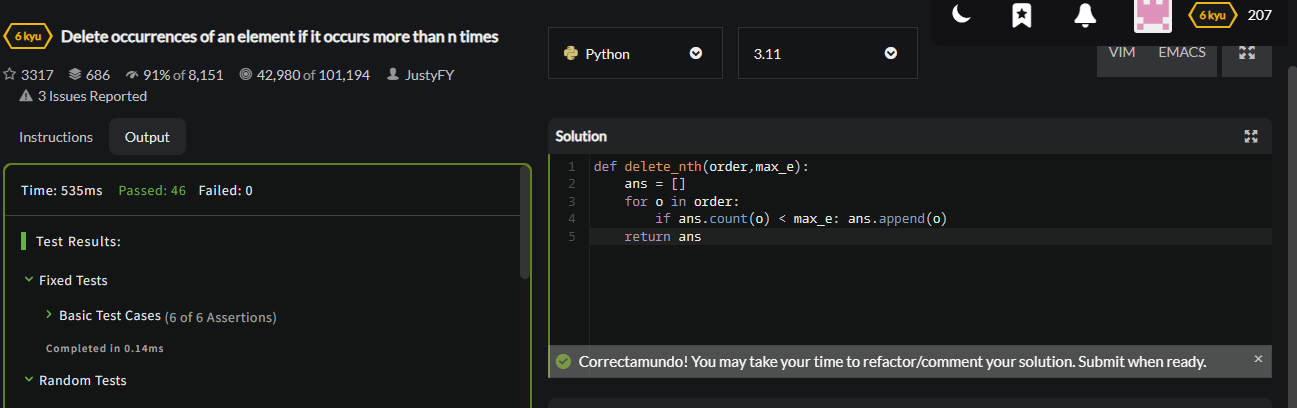 6 kyu Delete occurrences of an element if it occurs more than n times
3317 686 91% of 8,151 42,980 of 101,194 JustyFY
3 Issues Reported
Instructions Output
Time: 535ms Passed: 46 Failed: 0
Test Results:
Fixed Tests
Basic Test Cases (6 of 6 Assertions)
Completed in 0.14ms
Random Tests
6 kyu 207
Python 3.11 VIM EMACS
Solution
1 def delete_nth(order,max_e):
2     ans = []
3     for o in order:
4         if ans.count(o) < max_e: ans.append(o)
5     return ans
Correctamundo! You may take your time to refactor/comment your solution. Submit when ready. ×